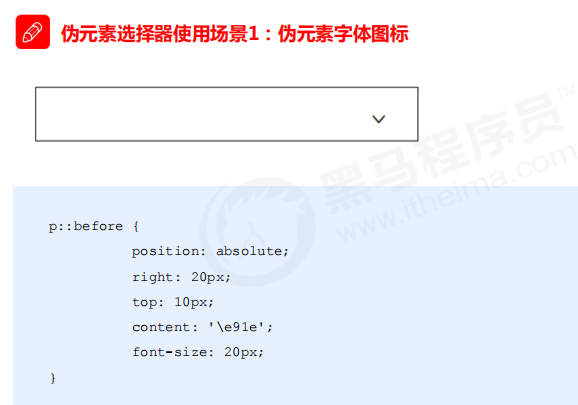 伪元素选择器使用场景1：伪元素字体图标
黑马程序员™
www.itheima.com
p::before {
position: absolute;
right: 20px;
top: 10px;
content: '\e91e';
font-size: 20px;
}